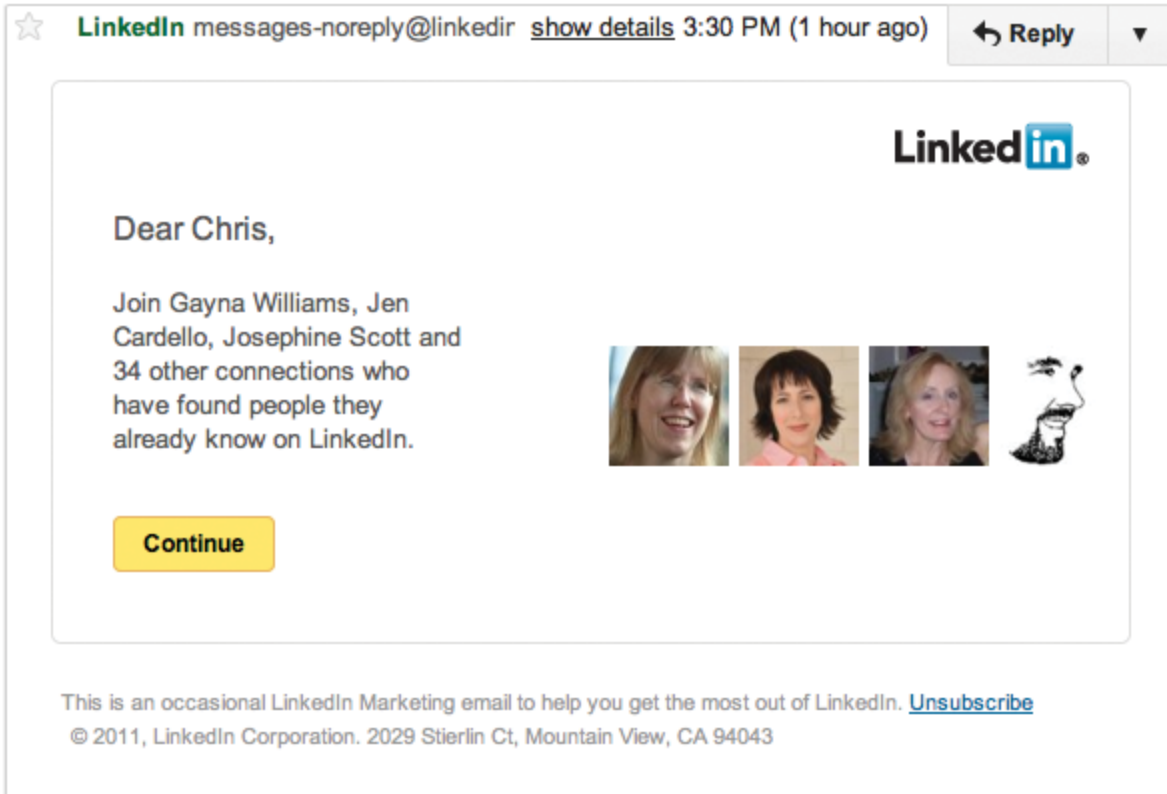 LinkedIn messages-noreply@linkedir show details 3:30 PM (1 hour ago) Reply
Linked in ®
Dear Chris,
Join Gayna Williams, Jen
Cardello, Josephine Scott and
34 other connections who
have found people they
already know on LinkedIn.
Continue
This is an occasional LinkedIn Marketing email to help you get the most out of LinkedIn. Unsubscribe
© 2011, LinkedIn Corporation. 2029 Stierlin Ct, Mountain View, CA 94043